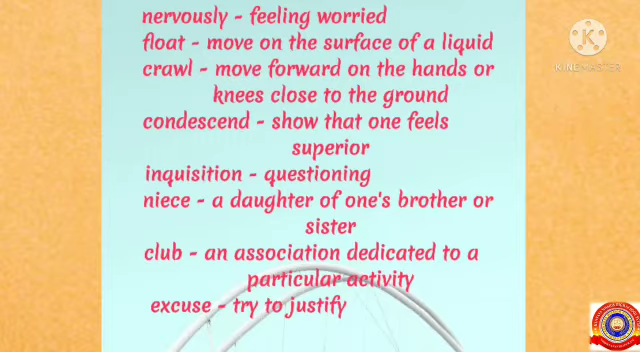 nervously - feeling worried
float - move on the surface of a liquid
crawl - move forward on the hands or
knees close to the ground
condescend - show that one feels
superior
inquisition - questioning
niece - a daughter of one's brother or
sister
club - an association dedicated to a
particular activity
excuse - try to justify
K
KINEMASTER